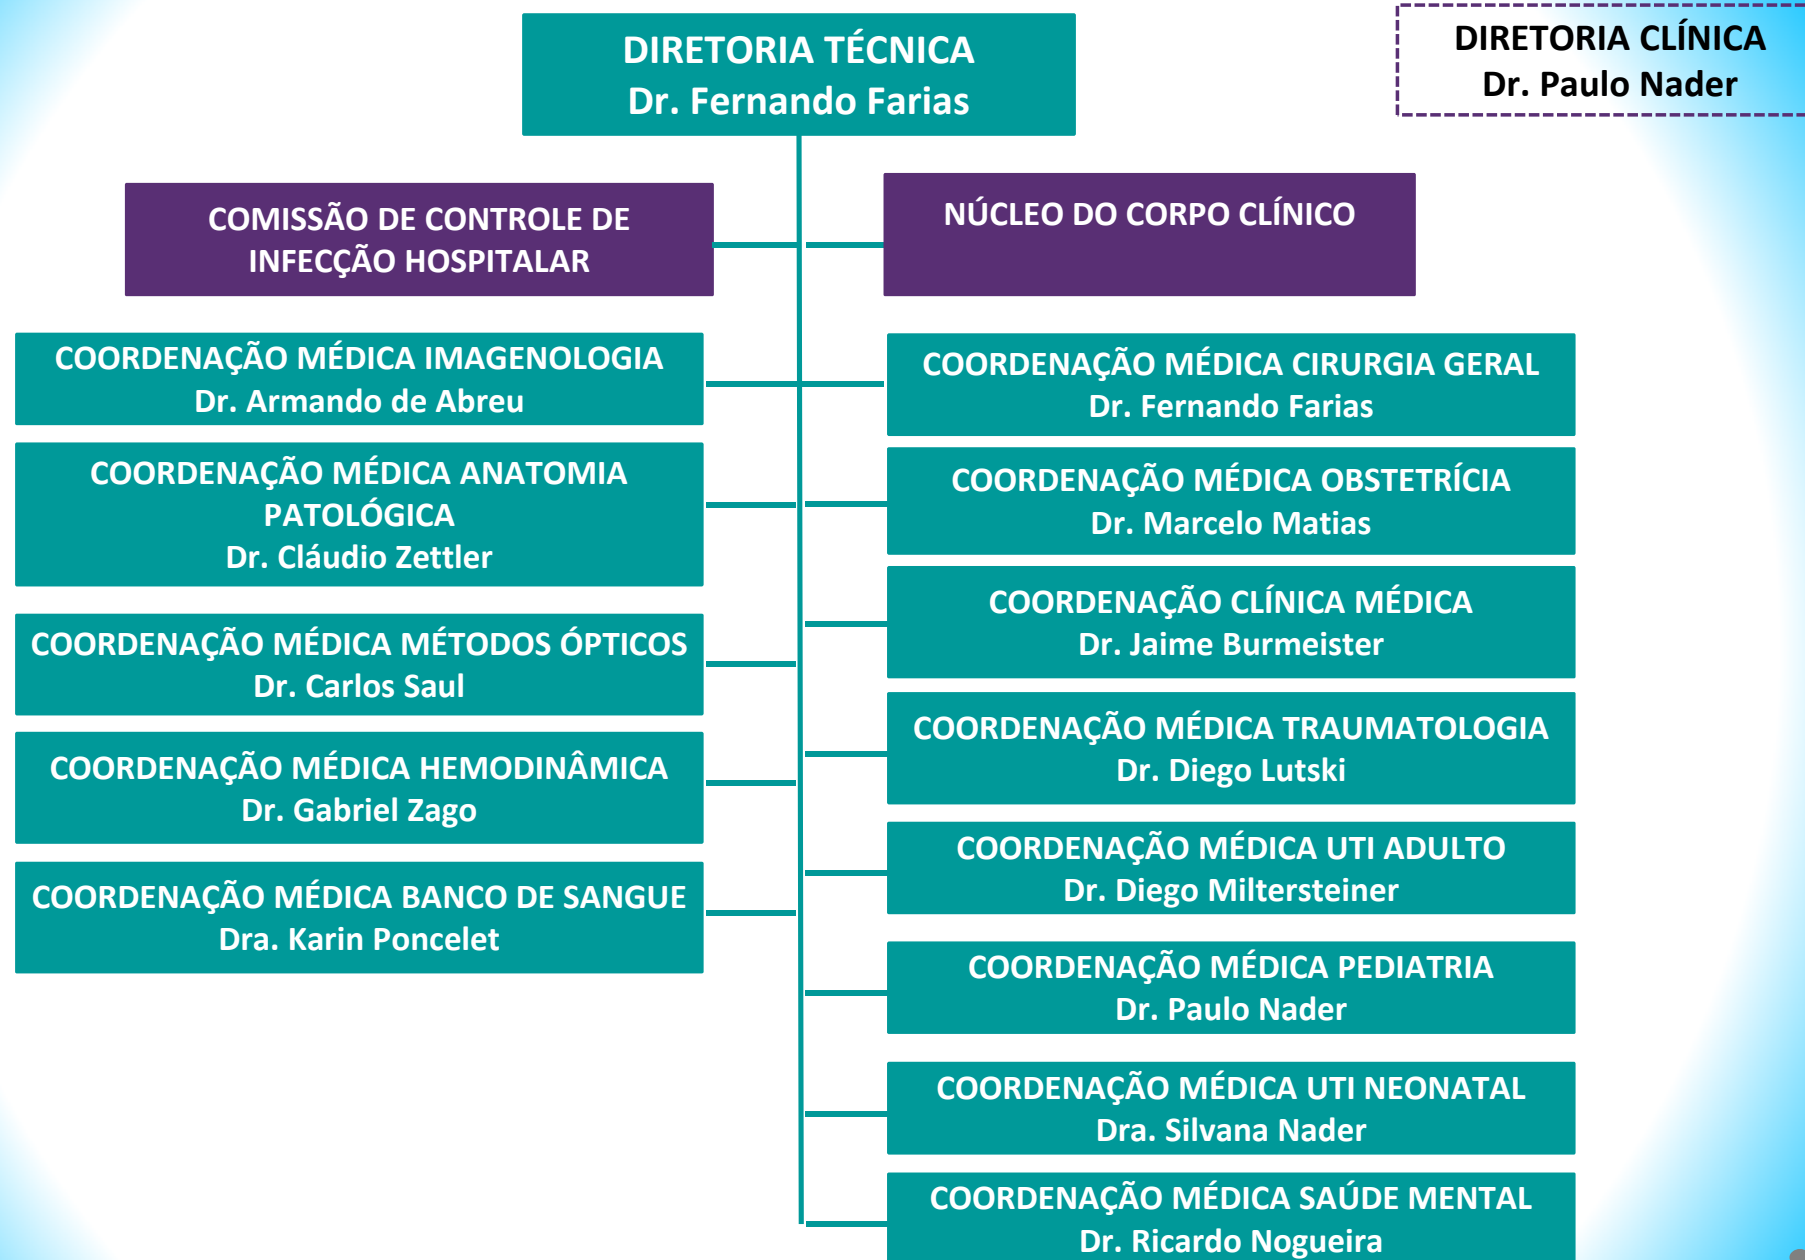 DIRETORIA TÉCNICA
Dr. Fernando Farias
DIRETORIA CLÍNICA
Dr. Paulo Nader
COMISSÃO DE CONTROLE DE
INFECÇÃO HOSPITALAR
NÚCLEO DO CORPO CLÍNICO
COORDENAÇÃO MÉDICA IMAGENOLOGIA
Dr. Armando de Abreu
COORDENAÇÃO MÉDICA ANATOMIA
PATOLÓGICA
Dr. Cláudio Zettler
COORDENAÇÃO MÉDICA MÉTODOS ÓPTICOS
Dr. Carlos Saul
COORDENAÇÃO MÉDICA HEMODINÂMICA
Dr. Gabriel Zago
COORDENAÇÃO MÉDICA BANCO DE SANGUE
Dra. Karin Poncelet
COORDENAÇÃO MÉDICA CIRURGIA GERAL
Dr. Fernando Farias
COORDENAÇÃO MÉDICA OBSTETRÍCIA
Dr. Marcelo Matias
COORDENAÇÃO CLÍNICA MÉDICA
Dr. Jaime Burmeister
COORDENAÇÃO MÉDICA TRAUMATOLOGIA
Dr. Diego Lutski
COORDENAÇÃO MÉDICA UTI ADULTO
Dr. Diego Miltersteiner
COORDENAÇÃO MÉDICA PEDIATRIA
Dr. Paulo Nader
COORDENAÇÃO MÉDICA UTI NEONATAL
Dra. Silvana Nader
COORDENAÇÃO MÉDICA SAÚDE MENTAL
Dr. Ricardo Nogueira